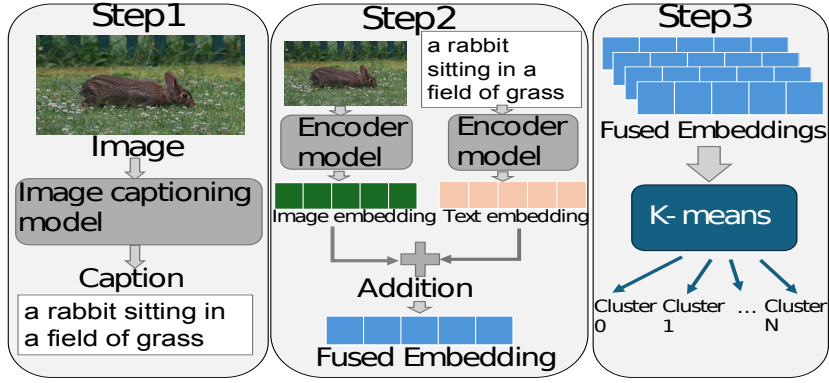 Step1
Image
Image captioning
model
Caption
a rabbit sitting in
a field of grass
Step2
a rabbit
sitting in a
field of grass
Encoder
model
Encoder
model
Image embedding
Text embedding
Addition
Fused Embedding
Step3
Fused Embeddings
K- means
Cluster
0
Cluster
1
...
Cluster
N